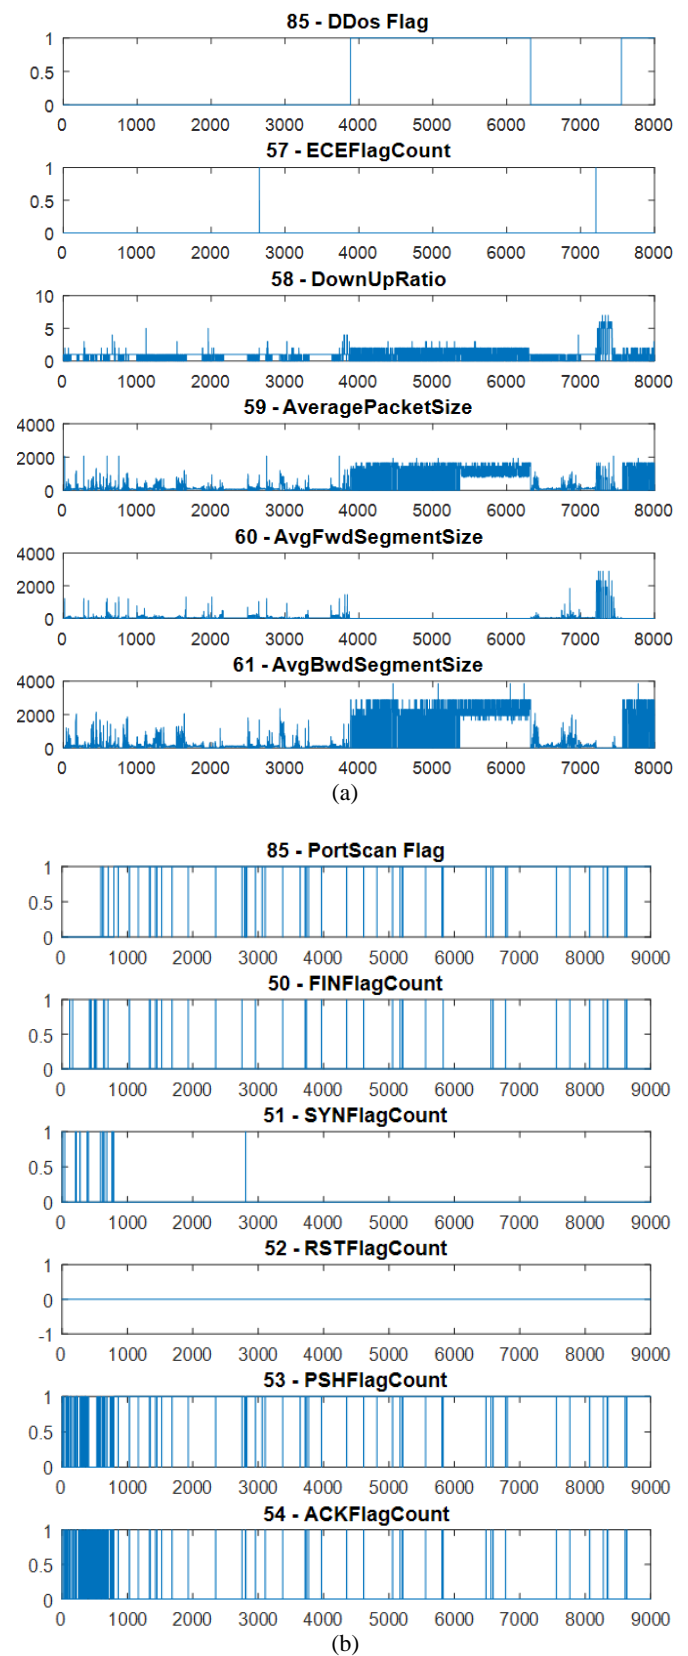 85 - DDos Flag
1
0.5
0
0 1000 2000 3000 4000 5000 6000 7000 8000
57 - ECEFlagCount
1
0.5
0
0 1000 2000 3000 4000 5000 6000 7000 8000
58 - DownUpRatio
10
5
0
0 1000 2000 3000 4000 5000 6000 7000 8000
59 - AveragePacketSize
4000
2000
0
0 1000 2000 3000 4000 5000 6000 7000 8000
60 - AvgFwdSegmentSize
4000
2000
0
0 1000 2000 3000 4000 5000 6000 7000 8000
61 - AvgBwdSegmentSize
4000
2000
0
0 1000 2000 3000 4000 5000 6000 7000 8000
(a)
85 - PortScan Flag
1
0.5
0
0 1000 2000 3000 4000 5000 6000 7000 8000 9000
50 - FINFlagCount
1
0.5
0
0 1000 2000 3000 4000 5000 6000 7000 8000 9000
51 - SYNFlagCount
1
0.5
0
0 1000 2000 3000 4000 5000 6000 7000 8000 9000
52 - RSTFlagCount
1
0
-1
0 1000 2000 3000 4000 5000 6000 7000 8000 9000
53 - PSHFlagCount
1
0.5
0
0 1000 2000 3000 4000 5000 6000 7000 8000 9000
54 - ACKFlagCount
1
0.5
0
0 1000 2000 3000 4000 5000 6000 7000 8000 9000
(b)